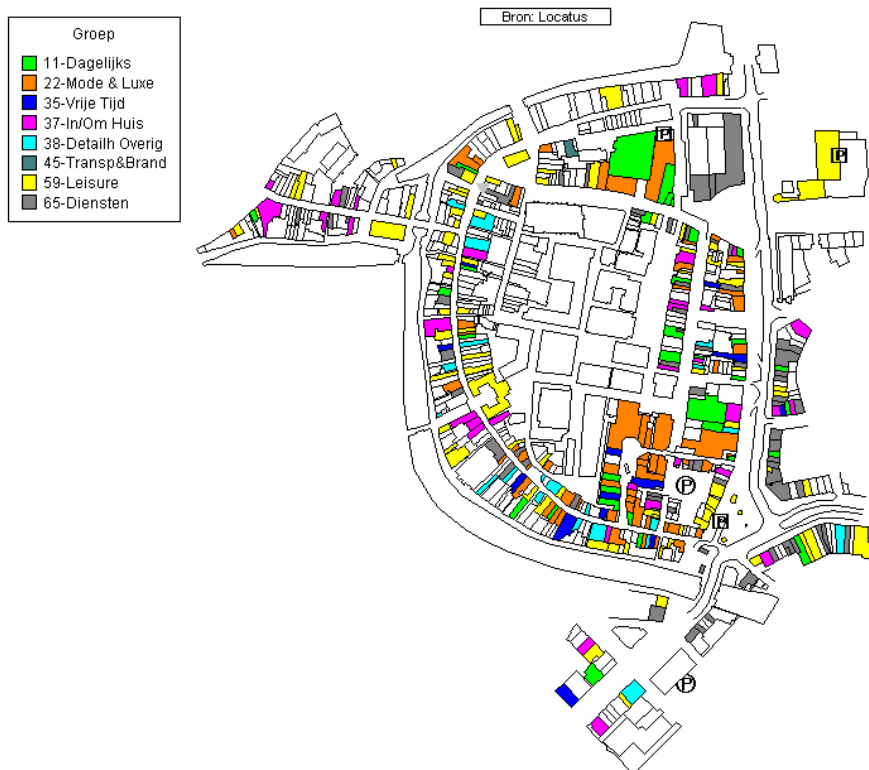 Bron: Locatus
Groep
11-Dagelijks
22-Mode & Luxe
35-Vrije Tijd
37-In/Om Huis
38-Detailh Overig
45-Transp&Brand
59-Leisure
65-Diensten
P
P
P
P
P